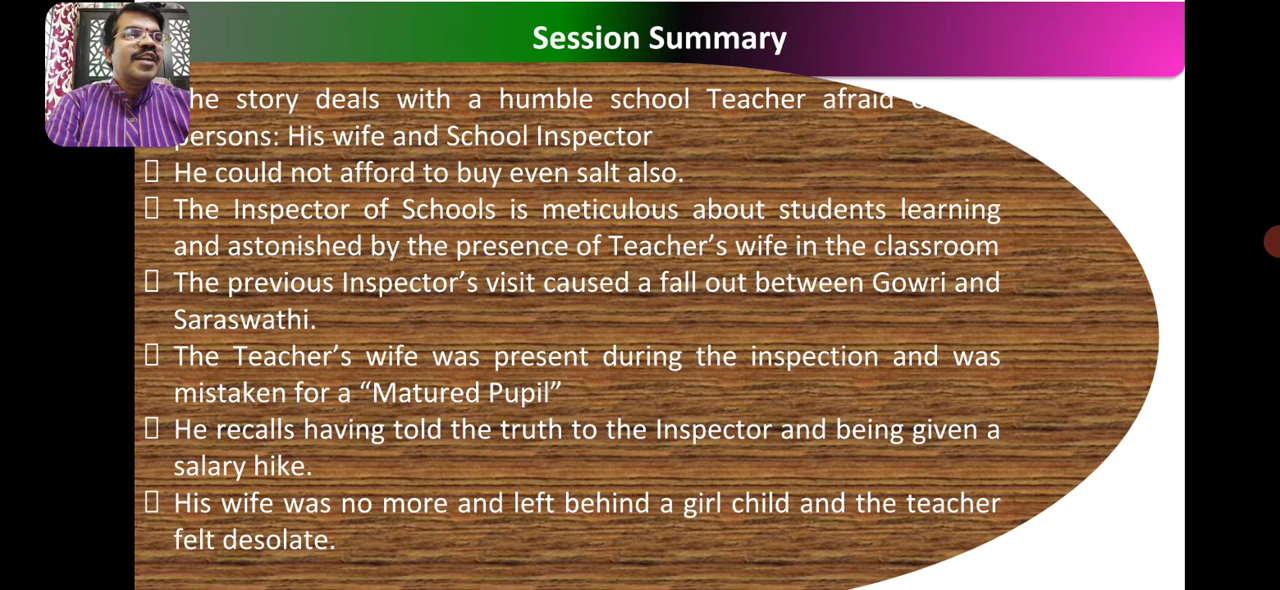 Session Summary
he story deals with a humble school Teacher afraid
persons: His wife and School Inspector
He could not afford to buy even salt also.
The Inspector of Schools is meticulous about students learning
and astonished by the presence of Teacher's wife in the classroom
The previous Inspector's visit caused a fall out between Gowri and
Saraswathi.
The Teacher's wife was present during the inspection and was
mistaken for a “Matured Pupil”
He recalls having told the truth to the Inspector and being given a
salary hike.
His wife was no more and left behind a girl child and the teacher
felt desolate.